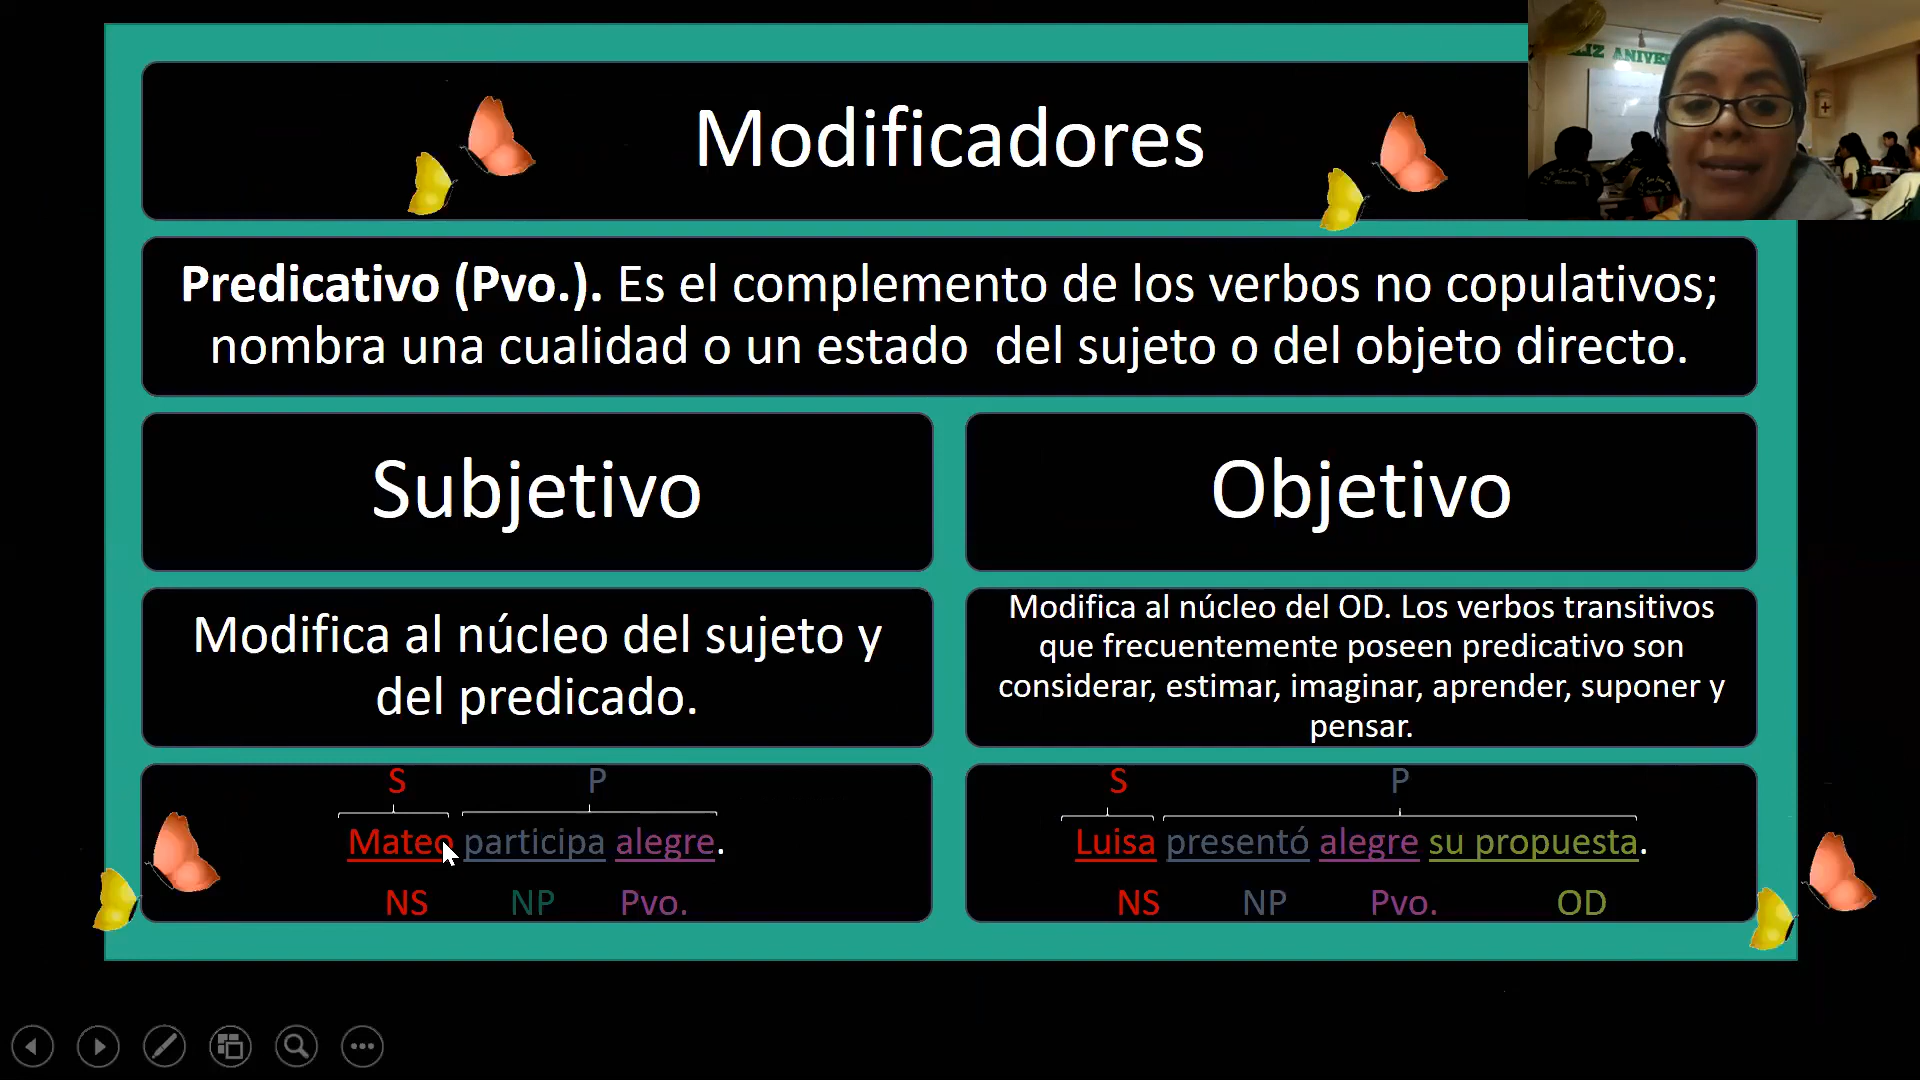 Modificadores
Predicativo (Pvo.). Es el complemento de los verbos no copulativos;
nombra una cualidad o un estado del sujeto o del objeto directo.
Subjetivo
Objetivo
Modifica al núcleo del sujeto y
del predicado.
Modifica al núcleo del OD. Los verbos transitivos
que frecuentemente poseen predicativo son
considerar, estimar, imaginar, aprender, suponer y
pensar.
S P
Mateo participa alegre.
NS NP Pvo.
S P
Luisa presentó alegre su propuesta.
NS NP Pvo. OD